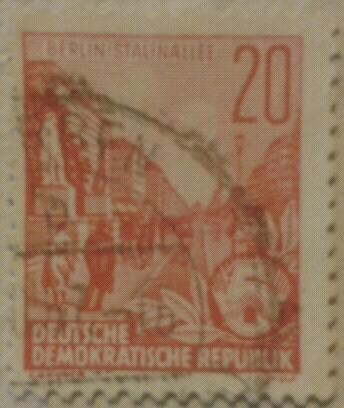 BERLIN STALINALLEE
20
DEUTSCHE
DEMOKRATISCHE REPUBLIK